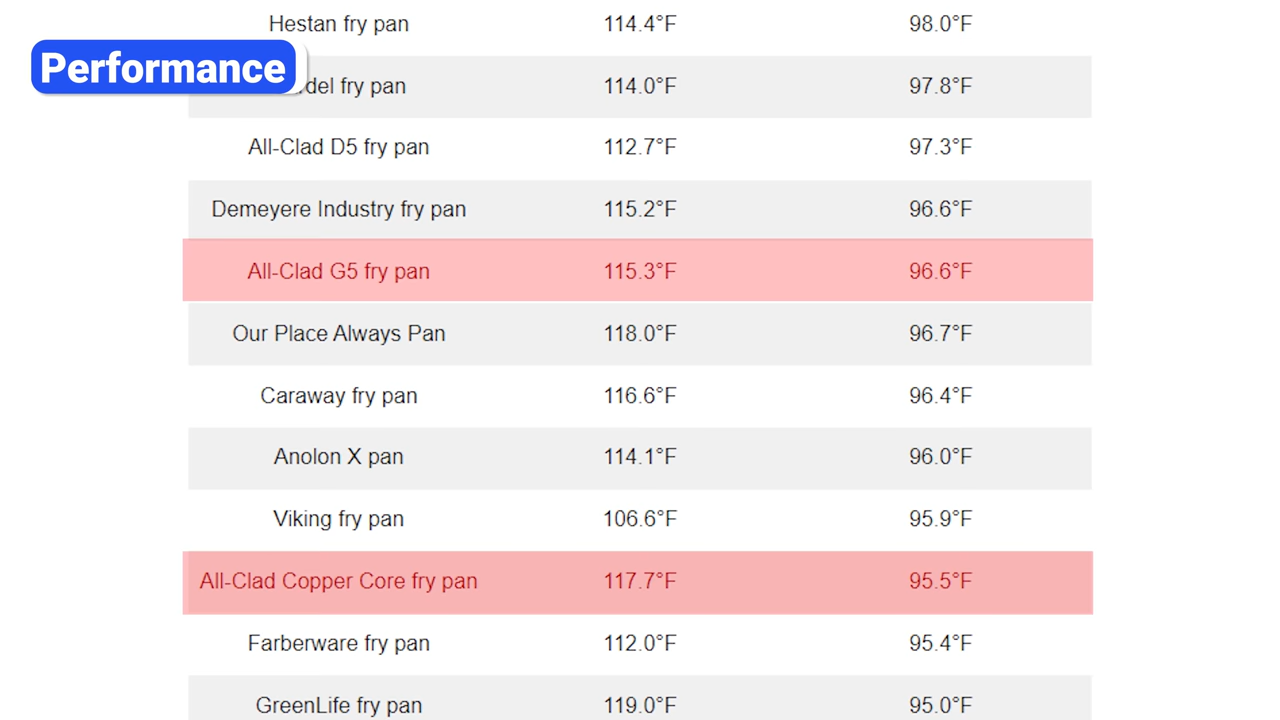 Hestan fry pan 114.4°F 98.0°F
Performance
fry pan 114.0°F 97.8°F
All-Clad D5 fry pan 112.7°F 97.3°F
Demeyere Industry fry pan 115.2°F 96.6°F
All-Clad G5 fry pan 115.3°F 96.6°F
Our Place Always Pan 118.0°F 96.7°F
Caraway fry pan 116.6°F 96.4°F
Anolon X pan 114.1°F 96.0°F
Viking fry pan 106.6°F 95.9°F
All-Clad Copper Core fry pan 117.7°F 95.5°F
Farberware fry pan 112.0°F 95.4°F
GreenLife fry pan 119.0°F 95.0°F